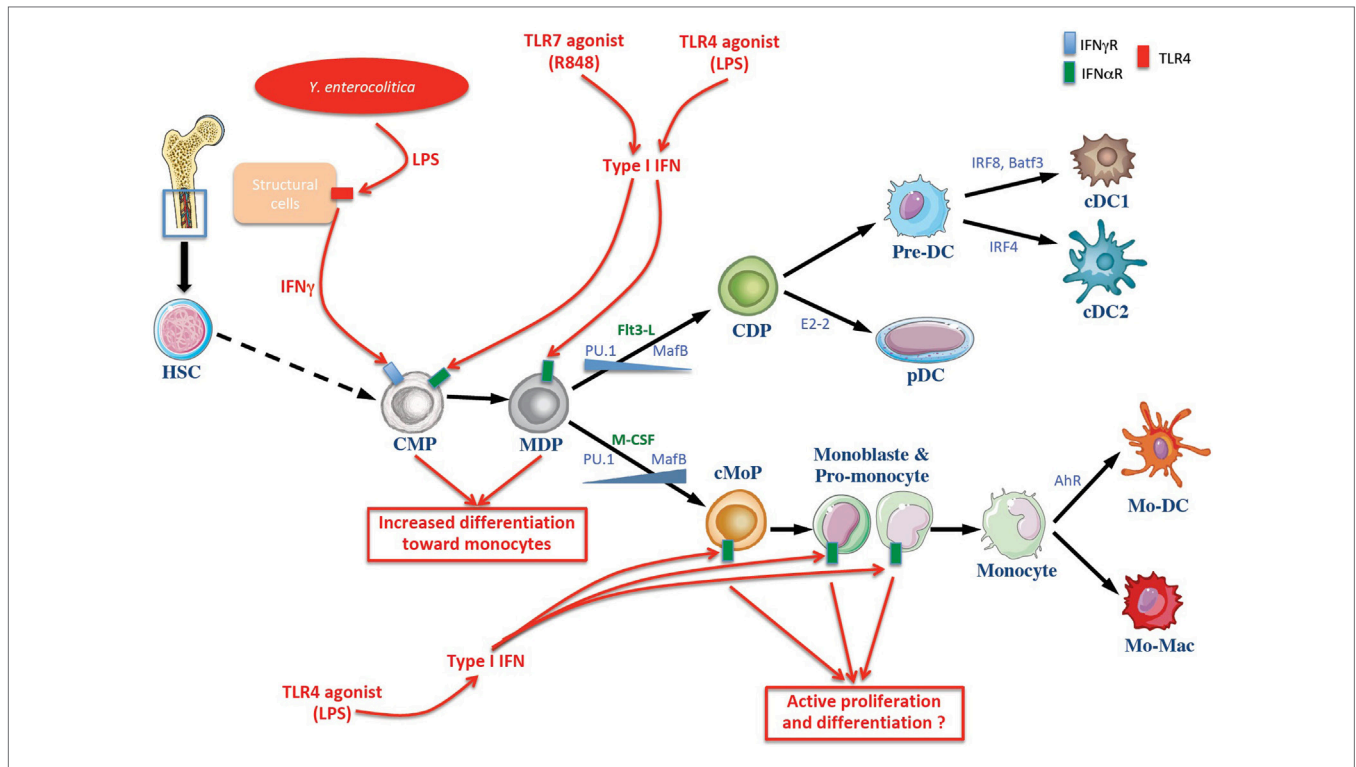 TLR7 agonist
(R848)
TLR4 agonist
(LPS)
IFNγR
IFNαR
TLR4
Y. enterocolitica
LPS
Type I IFN
Structural
cells
IRF8, Batf3
cDC1
Pre-DC
IRF4
cDC2
IFNγ
CDP
E2-2
Flt3-L
PU.1
MafB
pDC
HSC
CMP
MDP
M-CSF
PU.1
MafB
cMoP
Monoblaste &
Pro-monocyte
AhR
Mo-DC
Increased differentiation
toward monocytes
Monocyte
Mo-Mac
Type I IFN
TLR4 agonist
(LPS)
Active proliferation
and differentiation ?